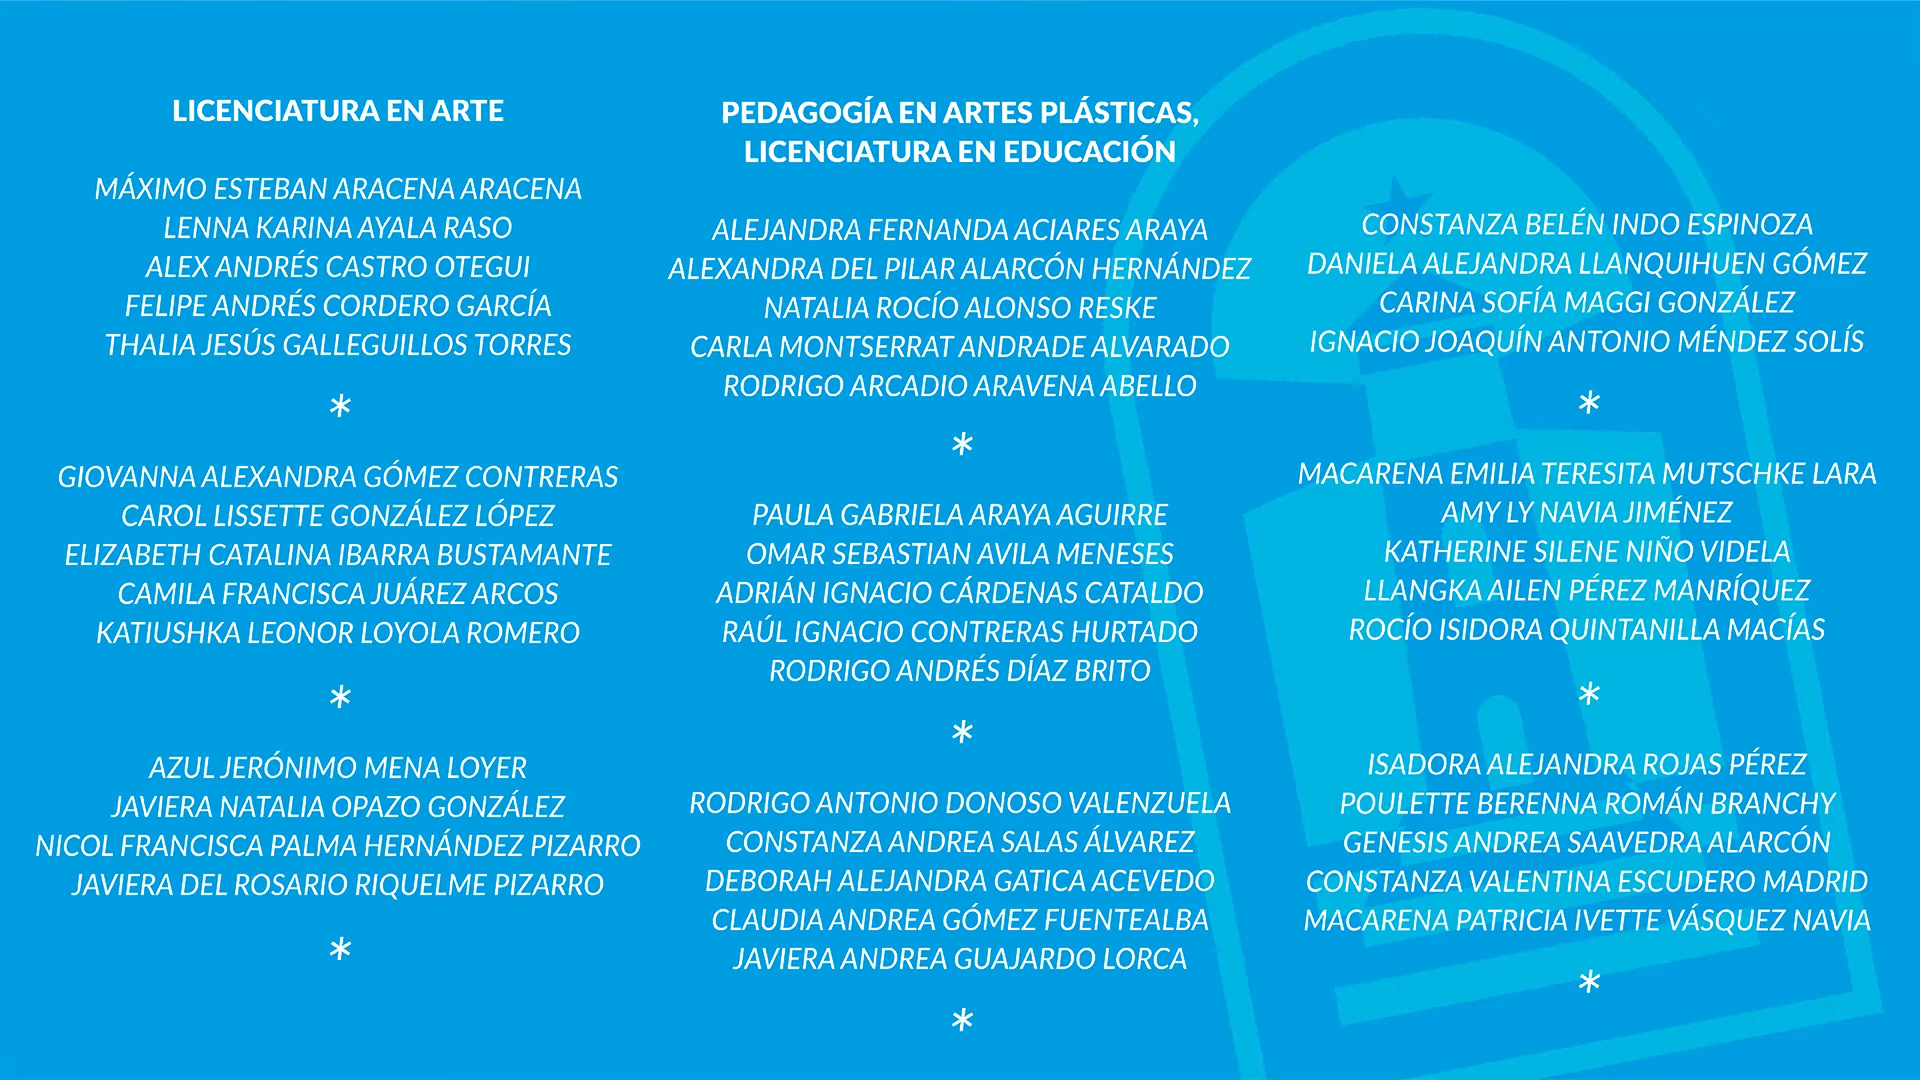 LICENCIATURA EN ARTE
MÁXIMO ESTEBAN ARACENA ARACENA
LENNA KARINA AYALA RASO
ALEX ANDRÉS CASTRO OTEGUI
FELIPE ANDRÉS CORDERO GARCÍA
THALIA JESÚS GALLEGUILLOS TORRES
*
GIOVANNA ALEXANDRA GÓMEZ CONTRERAS
CAROL LISSETTE GONZÁLEZ LÓPEZ
ELIZABETH CATALINA IBARRA BUSTAMANTE
CAMILA FRANCISCA JUÁREZ ARCOS
KATIUSHKA LEONOR LOYOLA ROMERO
*
AZUL JERÓNIMO MENA LOYER
JAVIERA NATALIA OPAZO GONZÁLEZ
NICOL FRANCISCA PALMA HERNÁNDEZ PIZARRO
JAVIERA DEL ROSARIO RIQUELME PIZARRO
*
PEDAGOGÍA EN ARTES PLÁSTICAS,
LICENCIATURA EN EDUCACIÓN
ALEJANDRA FERNANDA ACIARES ARAYA
ALEXANDRA DEL PILAR ALARCÓN HERNÁNDEZ
NATALIA ROCÍO ALONSO RESKE
CARLA MONTSERRAT ANDRADE ALVARADO
RODRIGO ARCADIO ARAVENA ABELLO
*
PAULA GABRIELA ARAYA AGUIRRE
OMAR SEBASTIAN AVILA MENESES
ADRIÁN IGNACIO CÁRDENAS CATALDO
RAÚL IGNACIO CONTRERAS HURTADO
RODRIGO ANDRÉS DÍAZ BRITO
*
RODRIGO ANTONIO DONOSO VALENZUELA
CONSTANZA ANDREA SALAS ÁLVAREZ
DEBORAH ALEJANDRA GATICA ACEVEDO
CLAUDIA ANDREA GÓMEZ FUENTEALBA
JAVIERA ANDREA GUAJARDO LORCA
*
CONSTANZA BELÉN INDO ESPINOZA
DANIELA ALEJANDRA LLANQUIHUEN GÓMEZ
CARINA SOFÍA MAGGI GONZÁLEZ
IGNACIO JOAQUÍN ANTONIO MÉNDEZ SOLÍS
*
MACARENA EMILIA TERESITA MUTSCHKE LARA
AMY LY NAVIA JIMÉNEZ
KATHERINE SILENE NIÑO VIDELA
LLANGKA AILEN PÉREZ MANRÍQUEZ
ROCÍO ISIDORA QUINTANILLA MACÍAS
*
ISADORA ALEJANDRA ROJAS PÉREZ
POULETTE BERENNA ROMÁN BRANCHY
GENESIS ANDREA SAAVEDRA ALARCÓN
CONSTANZA VALENTINA ESCUDERO MADRID
MACARENA PATRICIA IVETTE VÁSQUEZ NAVIA
*